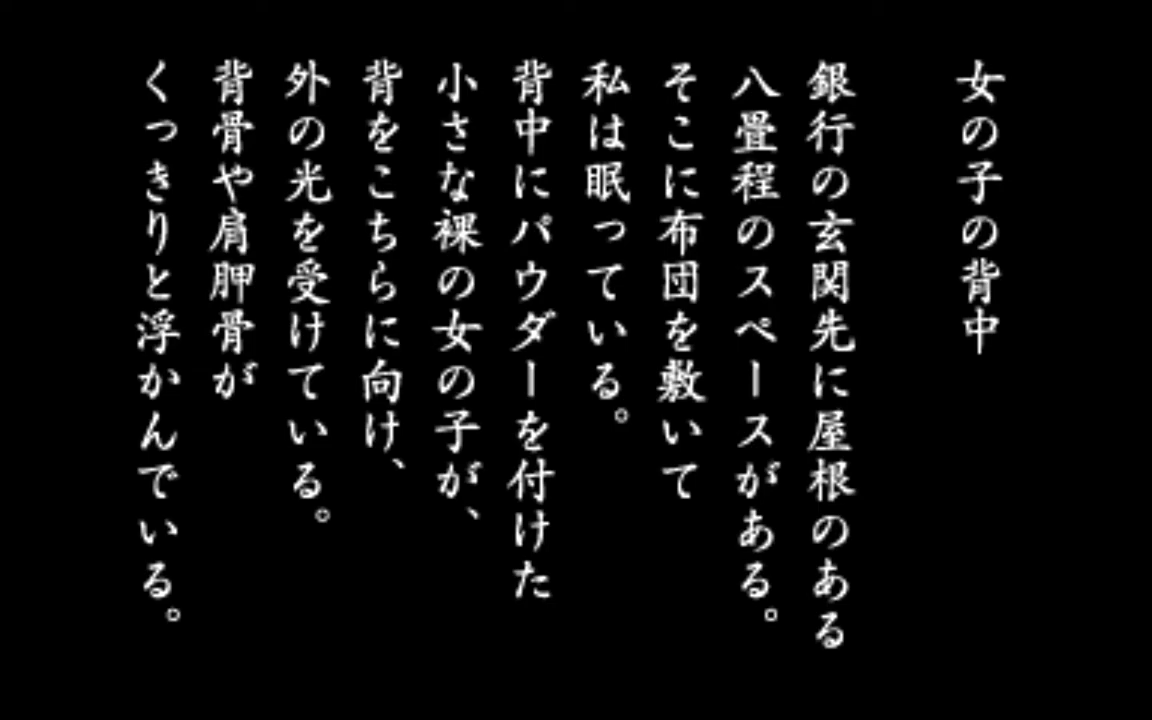 女の子の背中
銀行の玄関先に屋根のある
八畳程のスペースがある。
そこに布団を敷いて
私は眠っている。
背中にパウダーを付けた
小さな裸の女の子が、
背をこちらに向け、
外の光を受けている。
背骨や肩胛骨が
くっきりと浮かんでいる。